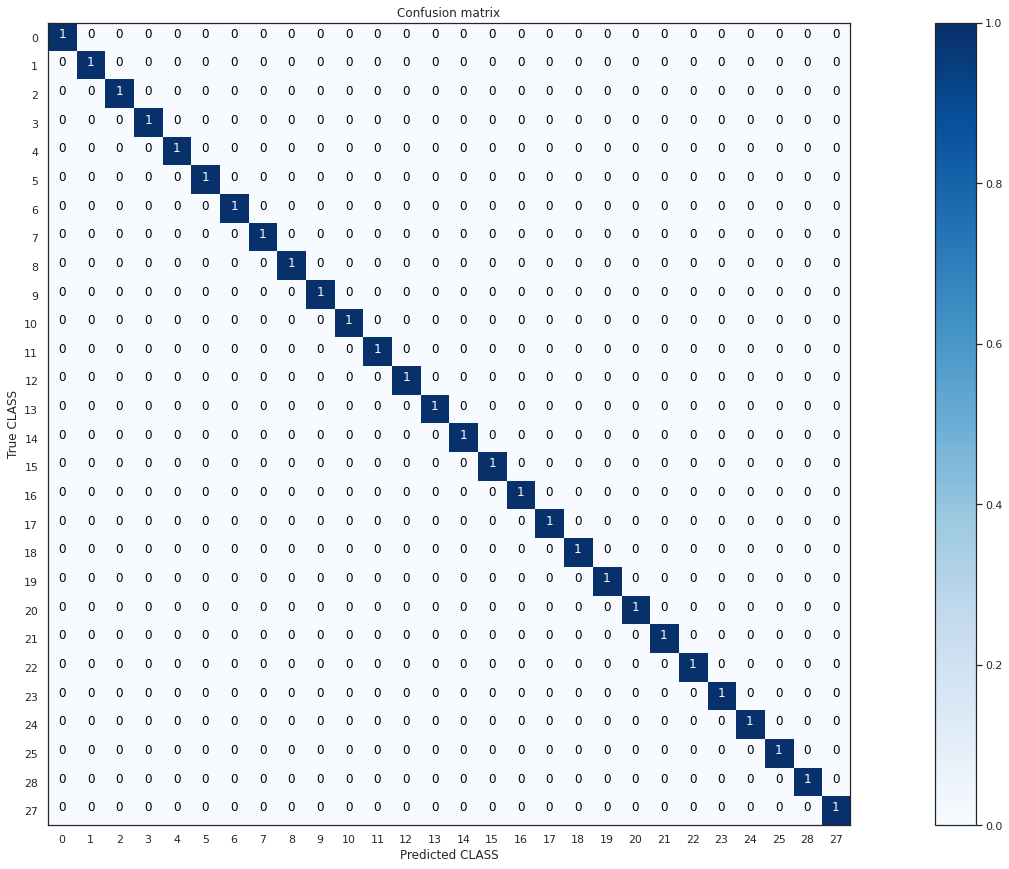 Confusion matrix
0 1 0 0 0 0 0 0 0 0 0 0 0 0 0 0 0 0 0 0 0 0 0 0 0 0 0 0 0 1.0
1 0 1 0 0 0 0 0 0 0 0 0 0 0 0 0 0 0 0 0 0 0 0 0 0 0 0 0 0
2 0 0 1 0 0 0 0 0 0 0 0 0 0 0 0 0 0 0 0 0 0 0 0 0 0 0 0 0
3 0 0 0 1 0 0 0 0 0 0 0 0 0 0 0 0 0 0 0 0 0 0 0 0 0 0 0 0
4 0 0 0 0 1 0 0 0 0 0 0 0 0 0 0 0 0 0 0 0 0 0 0 0 0 0 0 0
5 0 0 0 0 0 1 0 0 0 0 0 0 0 0 0 0 0 0 0 0 0 0 0 0 0 0 0 0 0.8
6 0 0 0 0 0 0 1 0 0 0 0 0 0 0 0 0 0 0 0 0 0 0 0 0 0 0 0 0
7 0 0 0 0 0 0 0 1 0 0 0 0 0 0 0 0 0 0 0 0 0 0 0 0 0 0 0 0
8 0 0 0 0 0 0 0 0 1 0 0 0 0 0 0 0 0 0 0 0 0 0 0 0 0 0 0 0
9 0 0 0 0 0 0 0 0 0 1 0 0 0 0 0 0 0 0 0 0 0 0 0 0 0 0 0 0
10 0 0 0 0 0 0 0 0 0 0 1 0 0 0 0 0 0 0 0 0 0 0 0 0 0 0 0 0
11 0 0 0 0 0 0 0 0 0 0 0 1 0 0 0 0 0 0 0 0 0 0 0 0 0 0 0 0 0.6
12 0 0 0 0 0 0 0 0 0 0 0 0 1 0 0 0 0 0 0 0 0 0 0 0 0 0 0 0
13 0 0 0 0 0 0 0 0 0 0 0 0 0 1 0 0 0 0 0 0 0 0 0 0 0 0 0 0
True CLASS
14 0 0 0 0 0 0 0 0 0 0 0 0 0 0 1 0 0 0 0 0 0 0 0 0 0 0 0 0
15 0 0 0 0 0 0 0 0 0 0 0 0 0 0 0 1 0 0 0 0 0 0 0 0 0 0 0 0
16 0 0 0 0 0 0 0 0 0 0 0 0 0 0 0 0 1 0 0 0 0 0 0 0 0 0 0 0 0.4
17 0 0 0 0 0 0 0 0 0 0 0 0 0 0 0 0 0 1 0 0 0 0 0 0 0 0 0 0
18 0 0 0 0 0 0 0 0 0 0 0 0 0 0 0 0 0 0 1 0 0 0 0 0 0 0 0 0
19 0 0 0 0 0 0 0 0 0 0 0 0 0 0 0 0 0 0 0 1 0 0 0 0 0 0 0 0
20 0 0 0 0 0 0 0 0 0 0 0 0 0 0 0 0 0 0 0 0 1 0 0 0 0 0 0 0
21 0 0 0 0 0 0 0 0 0 0 0 0 0 0 0 0 0 0 0 0 0 1 0 0 0 0 0 0
22 0 0 0 0 0 0 0 0 0 0 0 0 0 0 0 0 0 0 0 0 0 0 1 0 0 0 0 0 0.2
23 0 0 0 0 0 0 0 0 0 0 0 0 0 0 0 0 0 0 0 0 0 0 0 1 0 0 0 0
24 0 0 0 0 0 0 0 0 0 0 0 0 0 0 0 0 0 0 0 0 0 0 0 0 1 0 0 0
25 0 0 0 0 0 0 0 0 0 0 0 0 0 0 0 0 0 0 0 0 0 0 0 0 0 1 0 0
28 0 0 0 0 0 0 0 0 0 0 0 0 0 0 0 0 0 0 0 0 0 0 0 0 0 0 1 0
27 0 0 0 0 0 0 0 0 0 0 0 0 0 0 0 0 0 0 0 0 0 0 0 0 0 0 0 1 0.0
0 1 2 3 4 5 6 7 8 9 10 11 12 13 14 15 16 17 18 19 20 21 22 23 24 25 28 27
Predicted CLASS